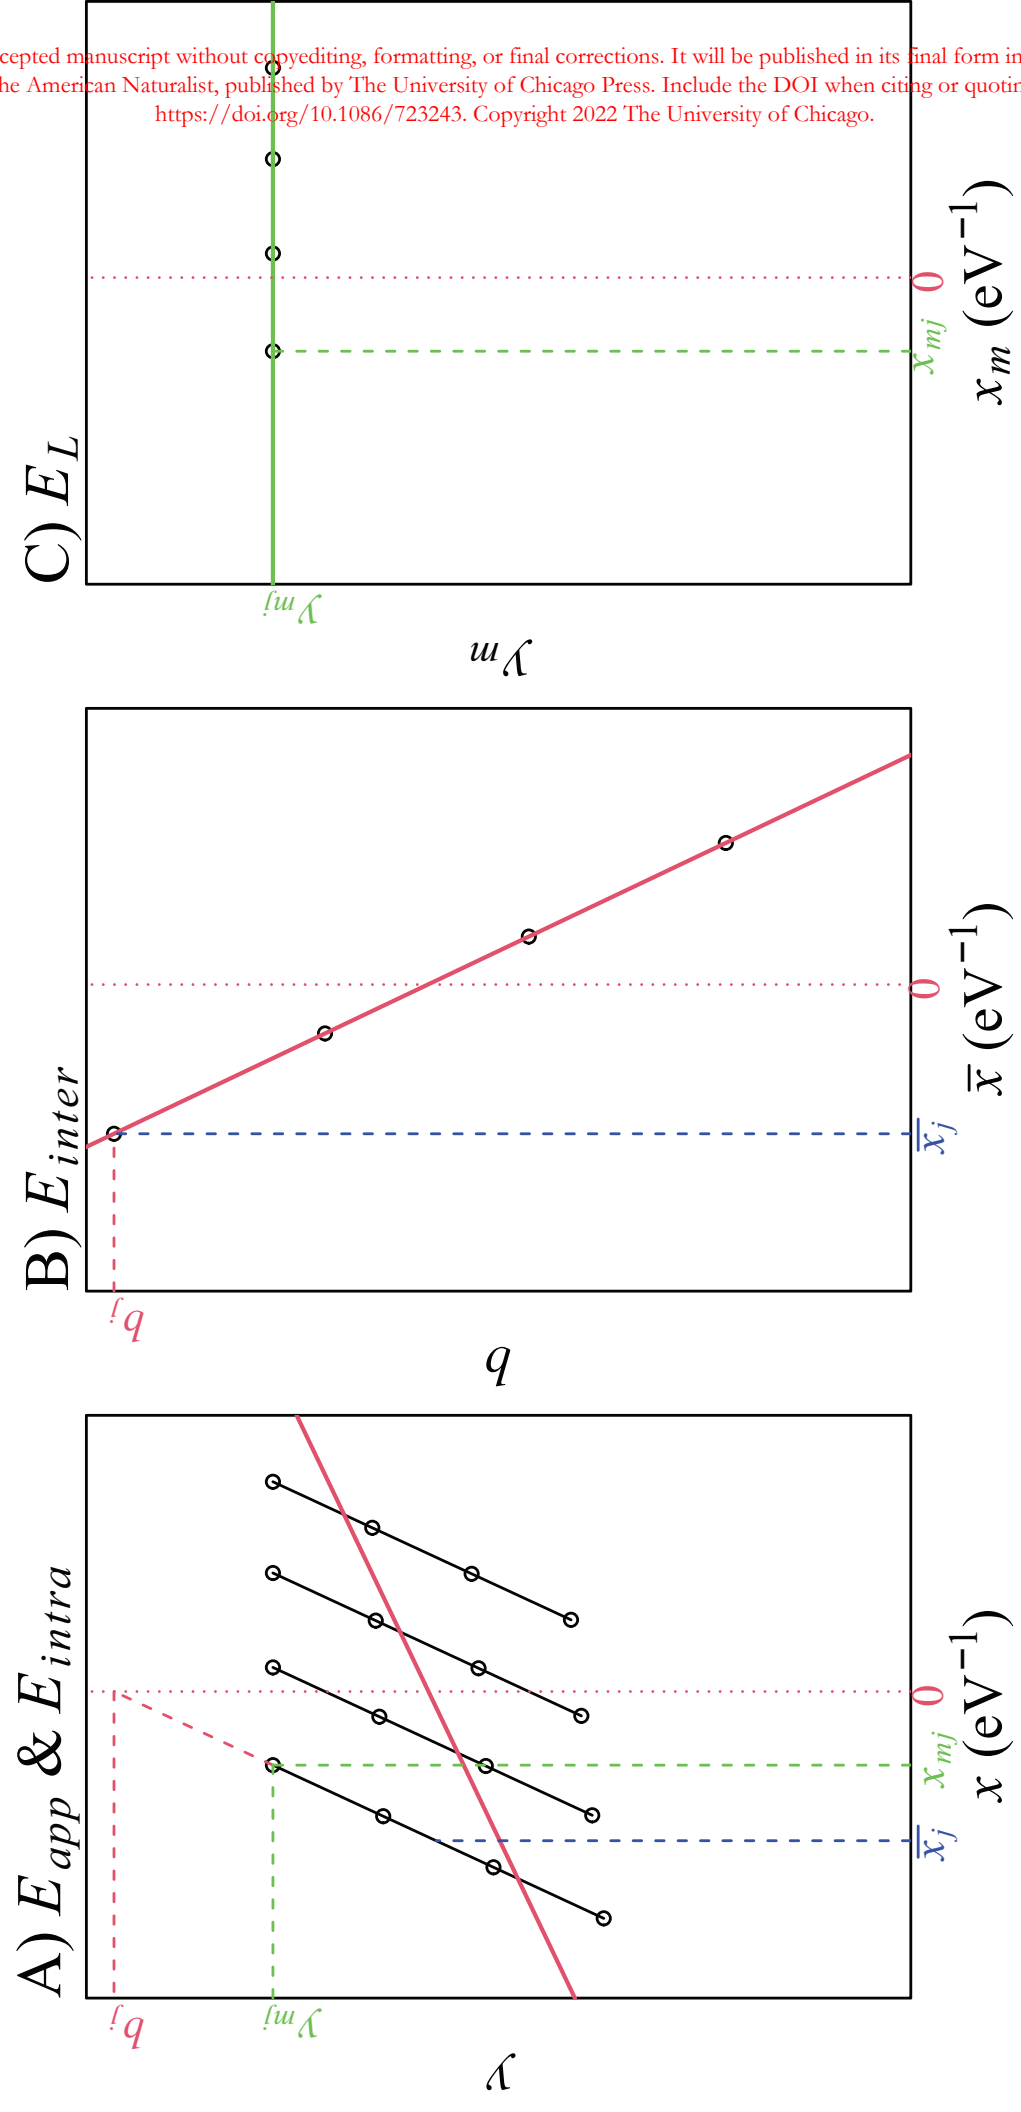 cepted manuscript without copyediting, formatting, or final corrections. It will be published in its final form in
he American Naturalist, published by The University of Chicago Press. Include the DOI when citing or quotin
https://doi.org/10.1086/723243. Copyright 2022 The University of Chicago.
A) E_app & E_intra
b_j
y_mj
y
x̅_j
x_mj
0
x (eV⁻¹)
B) E_inter
b_j
b
x̅_j
0
x̅ (eV⁻¹)
C) E_L
y_mj
y_m
x_mj
0
x_m (eV⁻¹)